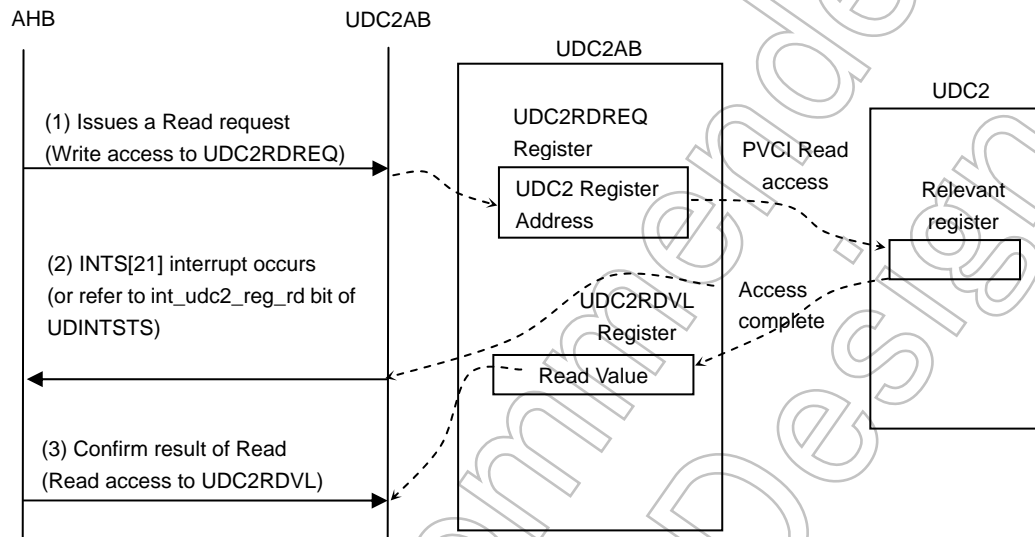 AHB
UDC2AB
UDC2AB
UDC2
(1) Issues a Read request
(Write access to UDC2RDREQ)
UDC2RDREQ
Register
UDC2 Register
Address
PVCI Read
access
Relevant
register
(2) INTS[21] interrupt occurs
(or refer to int_udc2_reg_rd bit of
UDINTSTS)
UDC2RDVL
Register
Access
complete
Read Value
(3) Confirm result of Read
(Read access to UDC2RDVL)